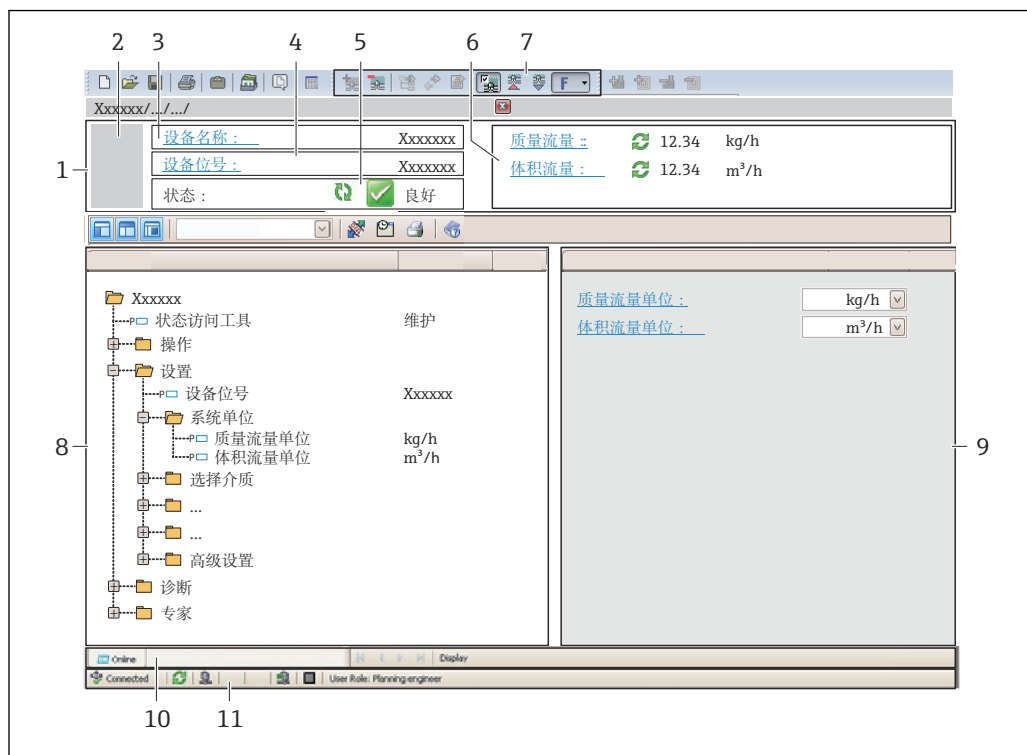 2 3 4 5 6 7
F
Xxxxxx/.../.../
1
设备名称： Xxxxxxx
设备位号： Xxxxxxx
状态： 良好
质量流量 :: 12.34 kg/h
体积流量： 12.34 m³/h
Xxxxxx
P 状态访问工具 维护
操作
设置
P 设备位号 Xxxxxx
系统单位
P 质量流量单位 kg/h
P 体积流量单位 m³/h
选择介质
...
...
高级设置
诊断
专家
质量流量单位： kg/h
体积流量单位： m³/h
8
9
Online Display
Connected User Role: Planning engineer
10 11